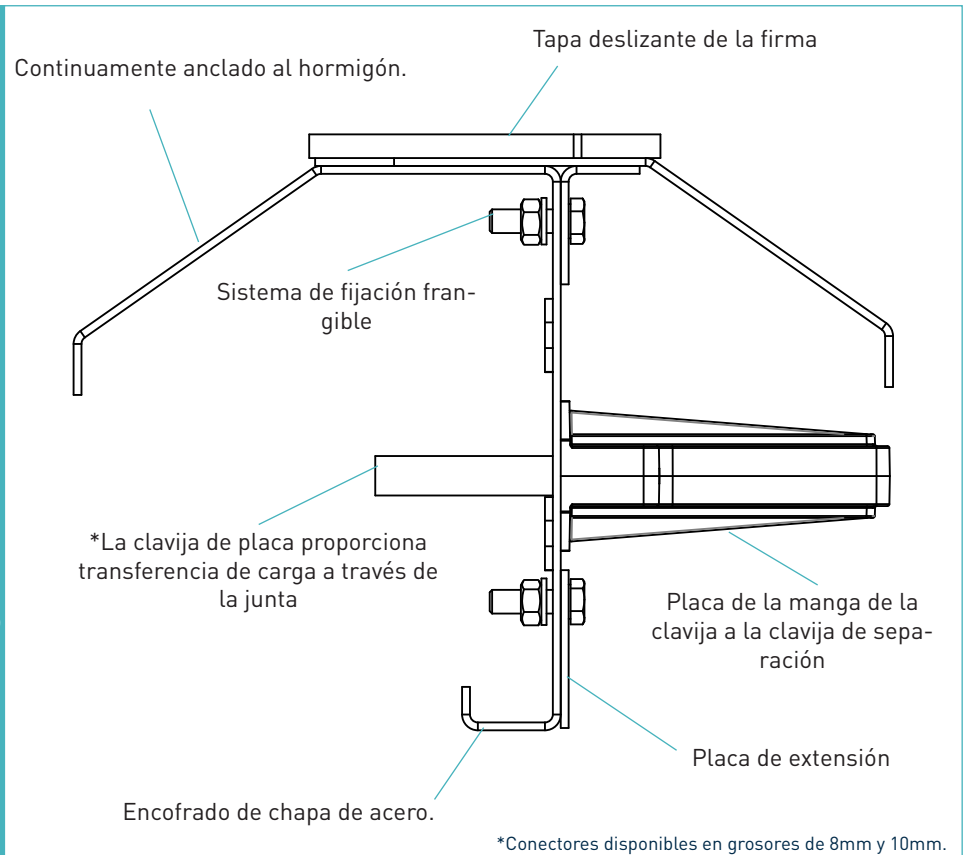 Tapa deslizante de la firma
Continuamente anclado al hormigón.
Sistema de fijación fran-
gible
*La clavija de placa proporciona
transferencia de carga a través de
la junta
Placa de la manga de la
clavija a la clavija de sepa-
ración
Placa de extensión
Encofrado de chapa de acero.
*Conectores disponibles en grosores de 8mm y 10mm.